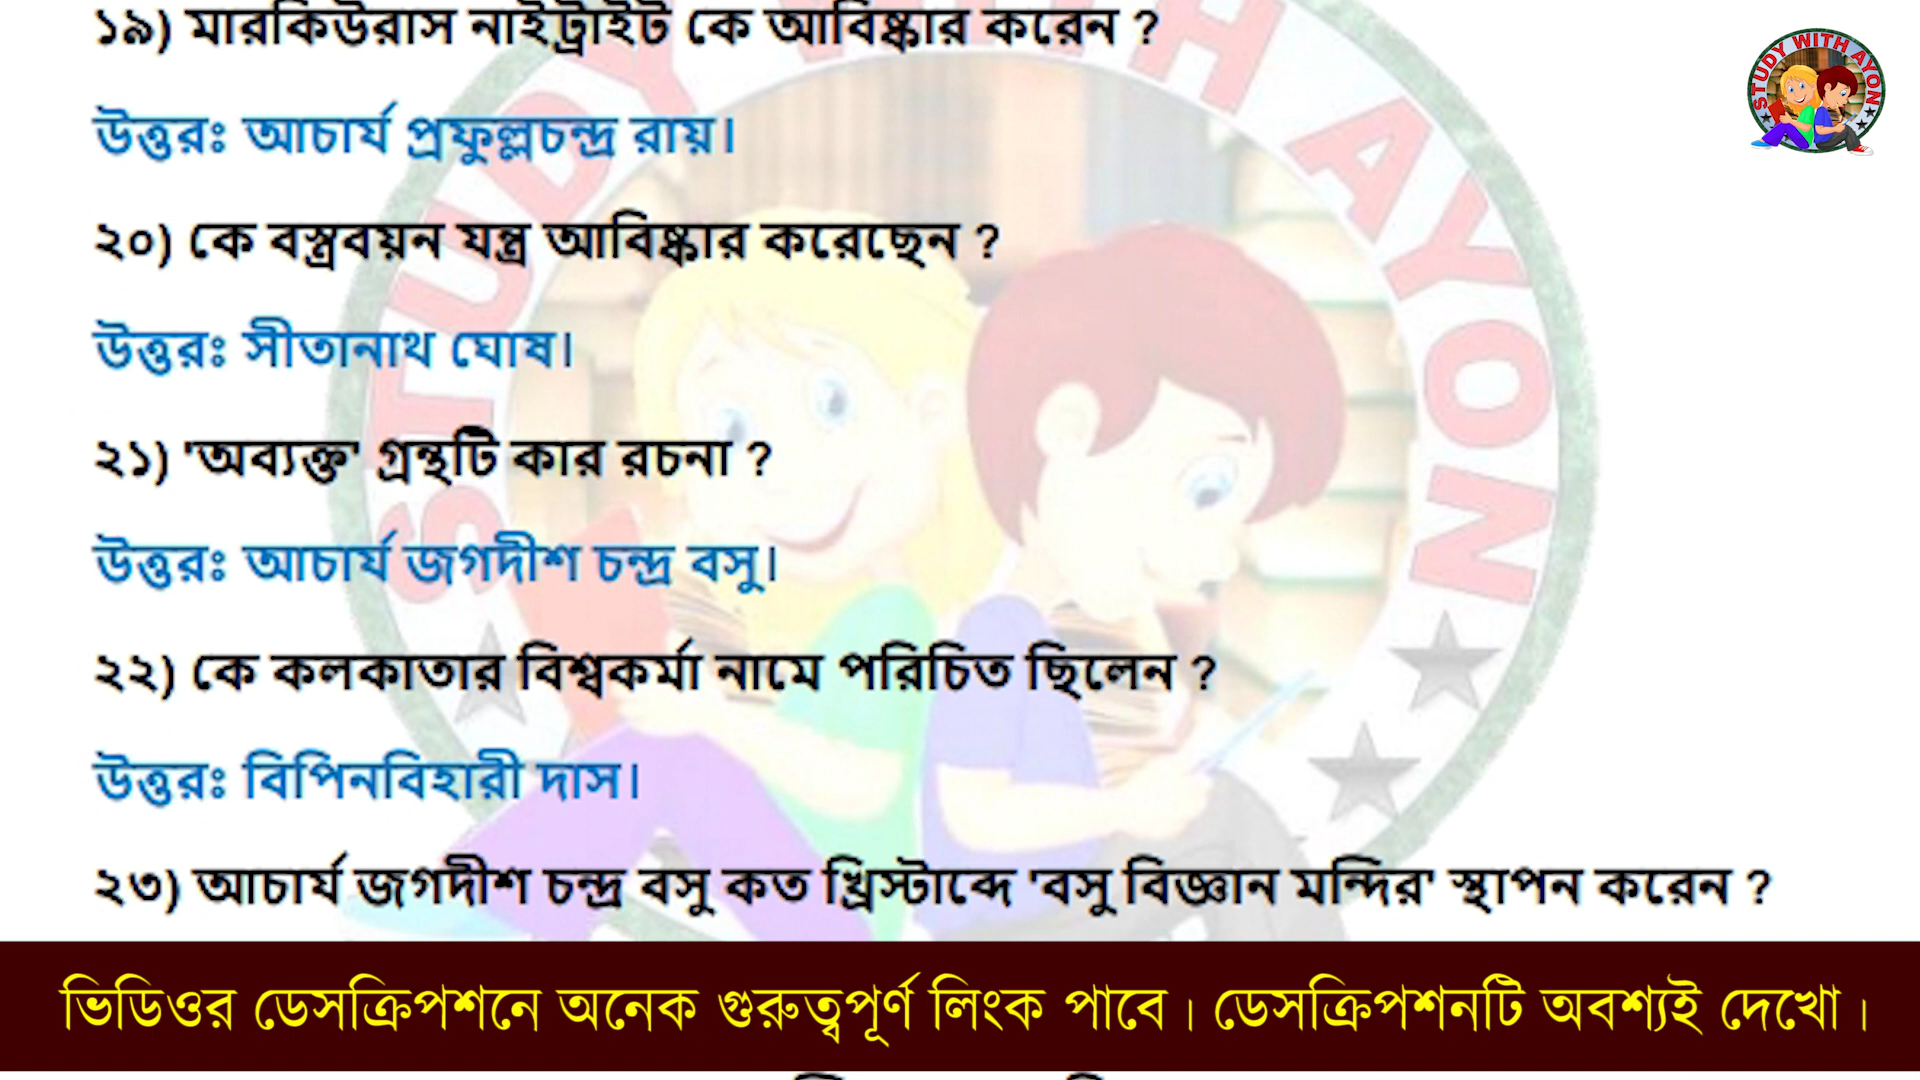 ১৯) মারকিউরাস নাইট্রাইট কে আবিষ্কার করেন ?
উত্তরঃ আচার্য প্রফুল্লচন্দ্র রায়।
২০) কে বস্ত্রবয়ন যন্ত্র আবিষ্কার করেছেন ?
উত্তরঃ সীতানাথ ঘোষ।
২১) 'অব্যক্ত' গ্রন্থটি কার রচনা ?
উত্তরঃ আচার্য জগদীশ চন্দ্র বসু।
২২) কে কলকাতার বিশ্বকর্মা নামে পরিচিত ছিলেন ?
উত্তরঃ বিপিনবিহারী দাস।
২৩) আচার্য জগদীশ চন্দ্র বসু কত খ্রিস্টাব্দে 'বসু বিজ্ঞান মন্দির' স্থাপন করেন ?
ভিডিওর ডেসক্রিপশনে অনেক গুরুত্বপূর্ণ লিংক পাবে। ডেসক্রিপশনটি অবশ্যই দেখো।
STUDY WITH AYON
STUDY WITH AYON